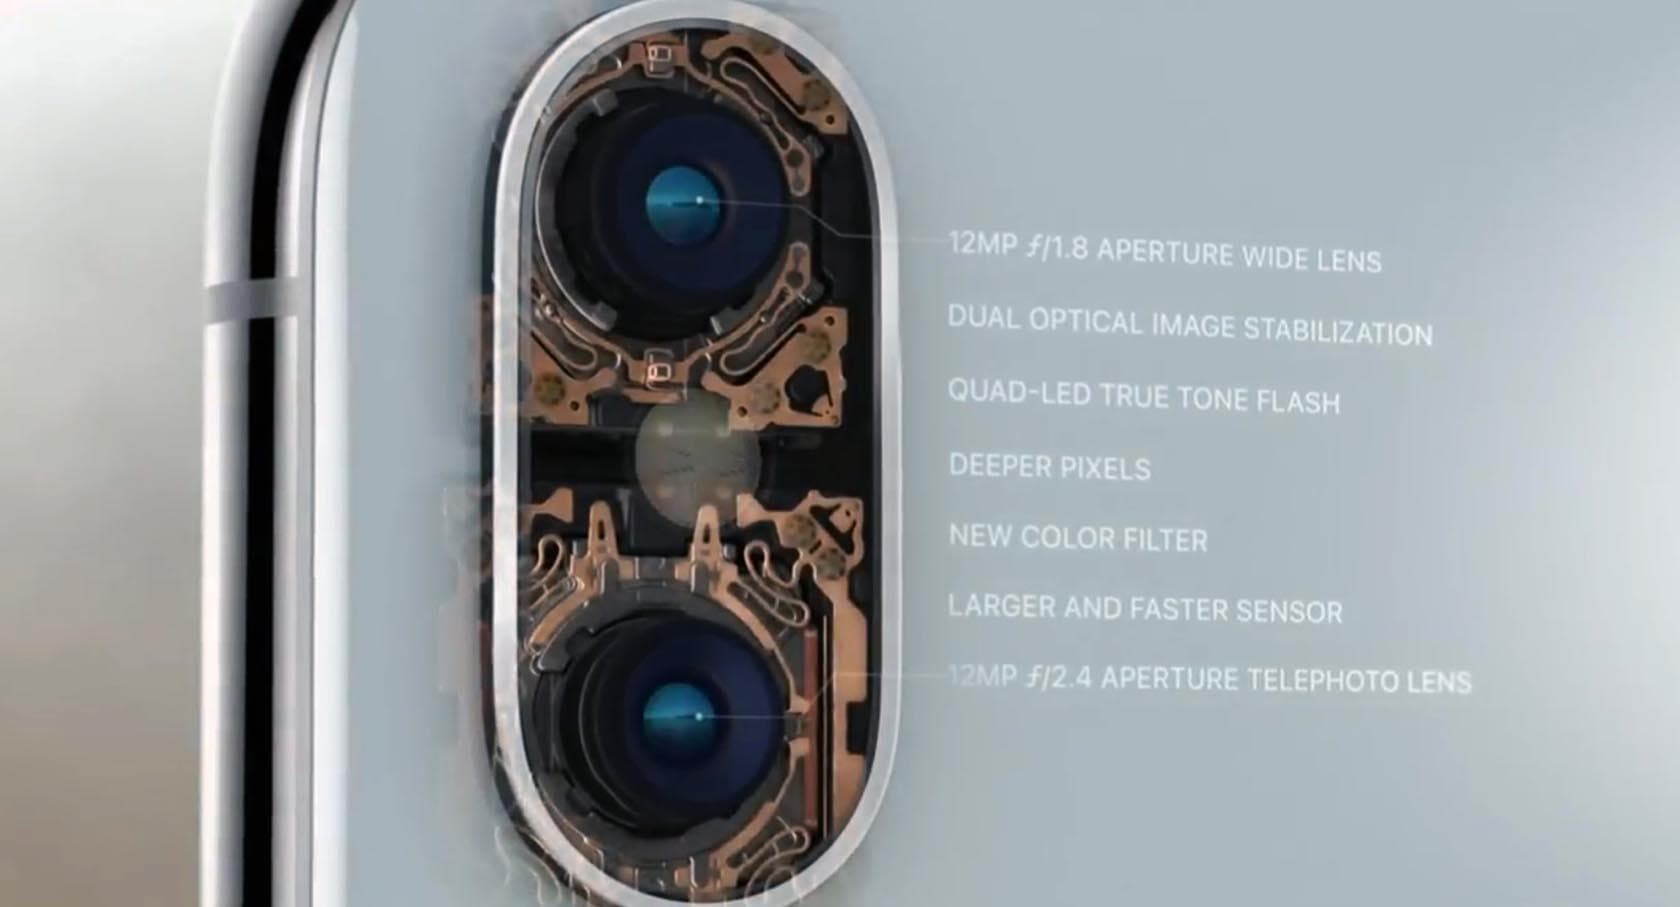 12MP ƒ/1.8 APERTURE WIDE LENS
DUAL OPTICAL IMAGE STABILIZATION
QUAD-LED TRUE TONE FLASH
DEEPER PIXELS
NEW COLOR FILTER
LARGER AND FASTER SENSOR
12MP ƒ/2.4 APERTURE TELEPHOTO LENS